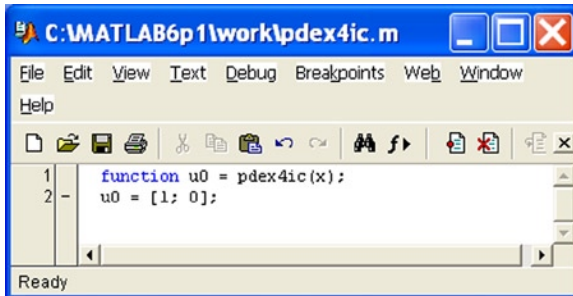 C:\MATLAB6p1\work\pdex4ic.m
File Edit View Text Debug Breakpoints Web Window
Help
1 function u0 = pdex4ic(x);
2 - u0 = [1; 0];
Ready